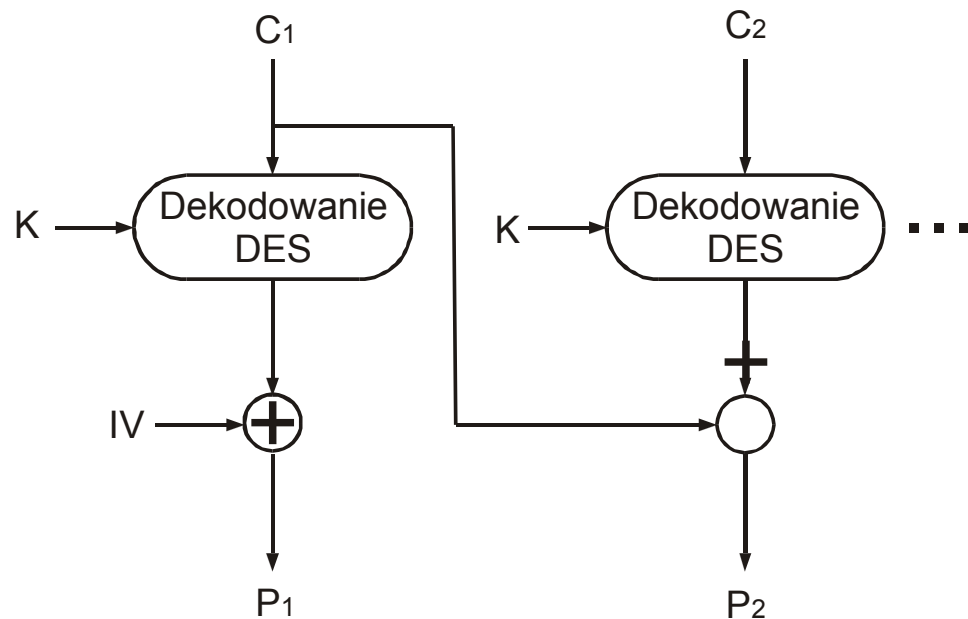 C1
C2
Dekodowanie
DES
K
Dekodowanie
DES
K
...
IV
P1
P2